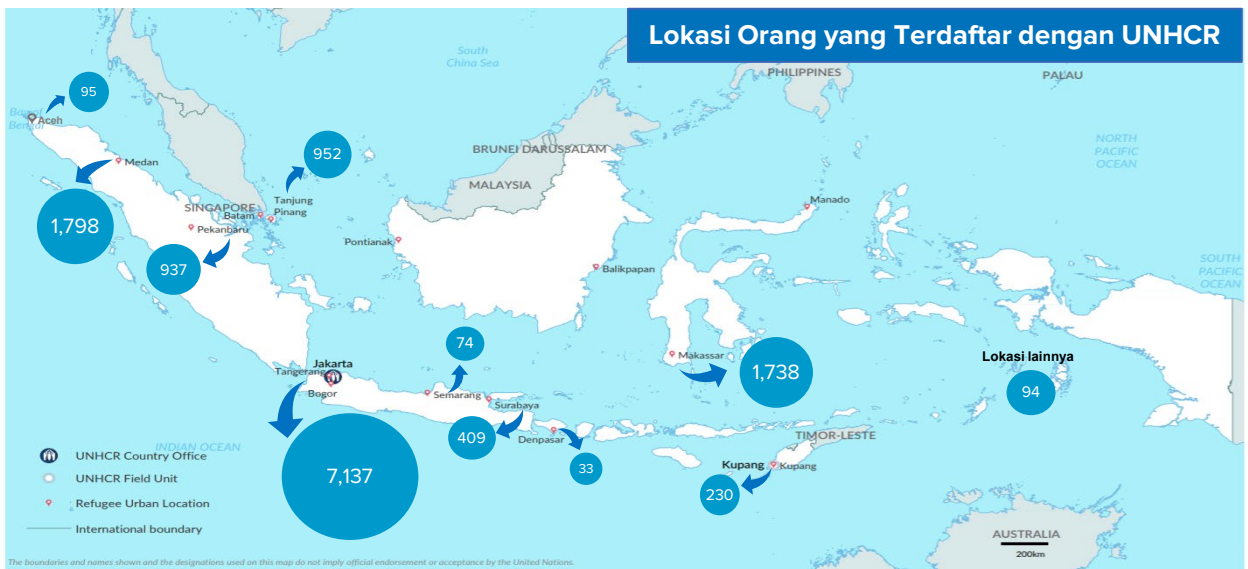 Lokasi Orang yang Terdaftar dengan UNHCR
South
China Sea
PHILIPPINES
PALAU
95
Bay of
Bengal
Aceh
NORTH
PACIFIC
OCEAN
BRUNEI DARUSSALAM
952
Medan
MALAYSIA
Tanjung
Pinang
Manado
SINGAPORE
Batam
1,798
Pekanbaru
Pontianak
937
Balikpapan
SOUTH
PACIFIC
OCEAN
74
Makassar
Lokasi lainnya
Jakarta
Tangerang
1,738
94
Bogor
Semarang
Surabaya
409
Denpasar
TIMOR-LESTE
INDIAN OCEAN
33
Kupang
Kupang
7,137
230
UNHCR Country Office
UNHCR Field Unit
Refugee Urban Location
International boundary
AUSTRALIA
200km
The boundaries and names shown and the designations used on this map do not imply official endorsement or acceptance by the United Nations.